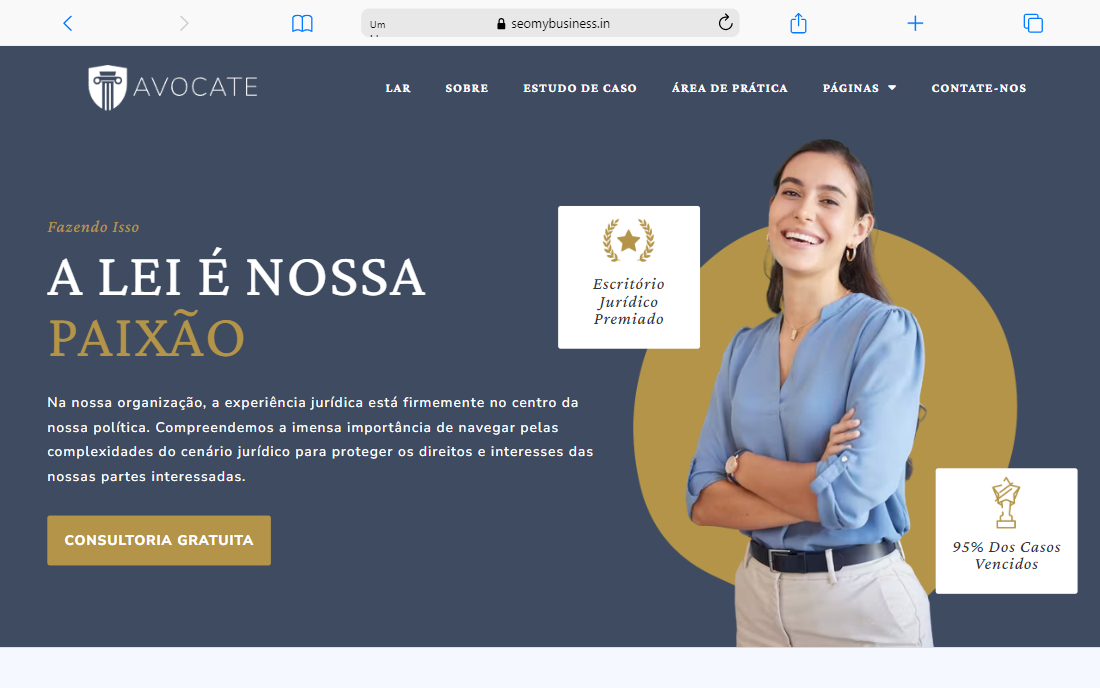 Um
seomybusiness.in
AVOCATE
LAR SOBRE ESTUDO DE CASO ÁREA DE PRÁTICA PÁGINAS CONTATE-NOS
Fazendo Isso
A LEI É NOSSA
PAIXÃO
Na nossa organização, a experiência jurídica está firmemente no centro da
nossa política. Compreendemos a imensa importância de navegar pelas
complexidades do cenário jurídico para proteger os direitos e interesses das
nossas partes interessadas.
CONSULTORIA GRATUITA
Escritório
Jurídico
Premiado
95% Dos Casos
Vencidos